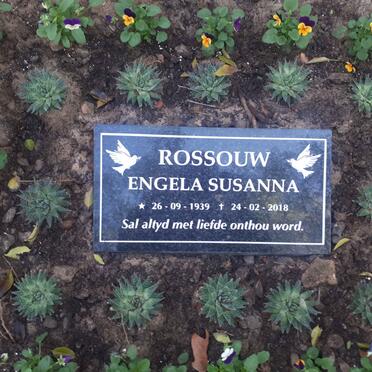 ROSSOUW
ENGELA SUSANNA
★ 26 - 09 - 1939 ✝ 24 - 02 - 2018
Sal altyd met liefde onthou word.